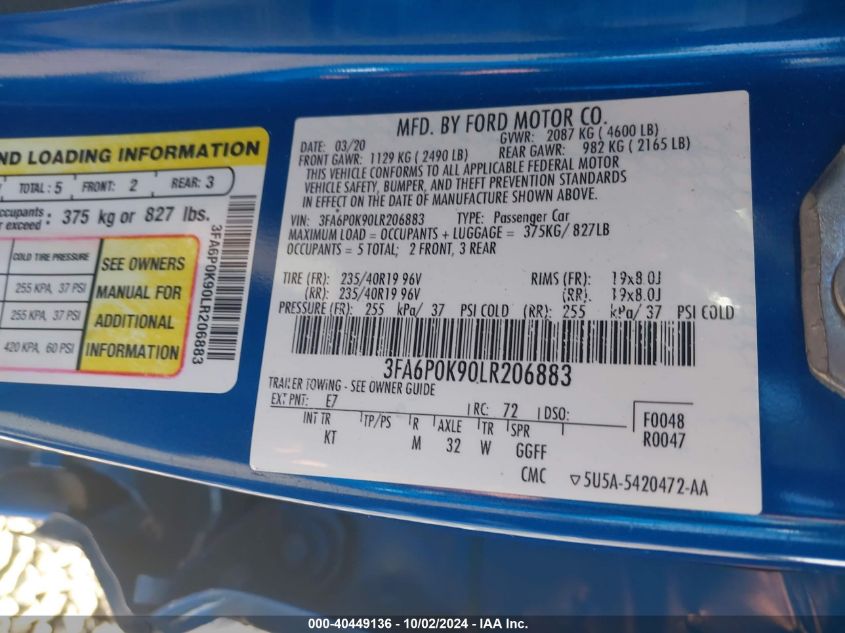 ND LOADING INFORMATION
TOTAL: 5 FRONT: 2 REAR: 3
ccupants
exceed: 375 kg or 827 lbs.
COLD TIRE PRESSURE
255 KPA, 37 PSI
255 KPA, 37 PSI
420 KPA, 60 PSI
SEE OWNERS
MANUAL FOR
ADDITIONAL
INFORMATION
3FA6P0K90LR206883
MFD. BY FORD MOTOR CO.
DATE: 03/20 GVWR: 2087 KG ( 4600 LB)
FRONT GAWR: 1129 KG ( 2490 LB) REAR GAWR: 982 KG ( 2165 LB)
THIS VEHICLE CONFORMS TO ALL APPLICABLE FEDERAL MOTOR
VEHICLE SAFETY, BUMPER, AND THEFT PREVENTION STANDARDS
IN EFFECT ON THE DATE OF MANUFACTURE SHOWN ABOVE.
VIN: 3FA6P0K90LR206883 TYPE: Passenger Car
MAXIMUM LOAD = OCCUPANTS + LUGGAGE = 375KG/ 827LB
OCCUPANTS = 5 TOTAL; 2 FRONT, 3 REAR
TIRE (FR): 235/40R19 96V RIMS (FR): 19x8.0J
(RR): 235/40R19 96V (RR): 19x8.0J
PRESSURE (FR): 255 kPa/ 37 PSI COLD (RR): 255 kPa/ 37 PSI COLD
3FA6P0K90LR206883
TRAILER TOWING - SEE OWNER GUIDE
EXT PNT: E7 RC: 72 DSO:
INT TR TP/PS R AXLE TR SPR
KT M 32 W GGFF
F0048
R0047
CMC ▽5U5A-5420472-AA
000-40449136 - 10/02/2024 - IAA Inc.